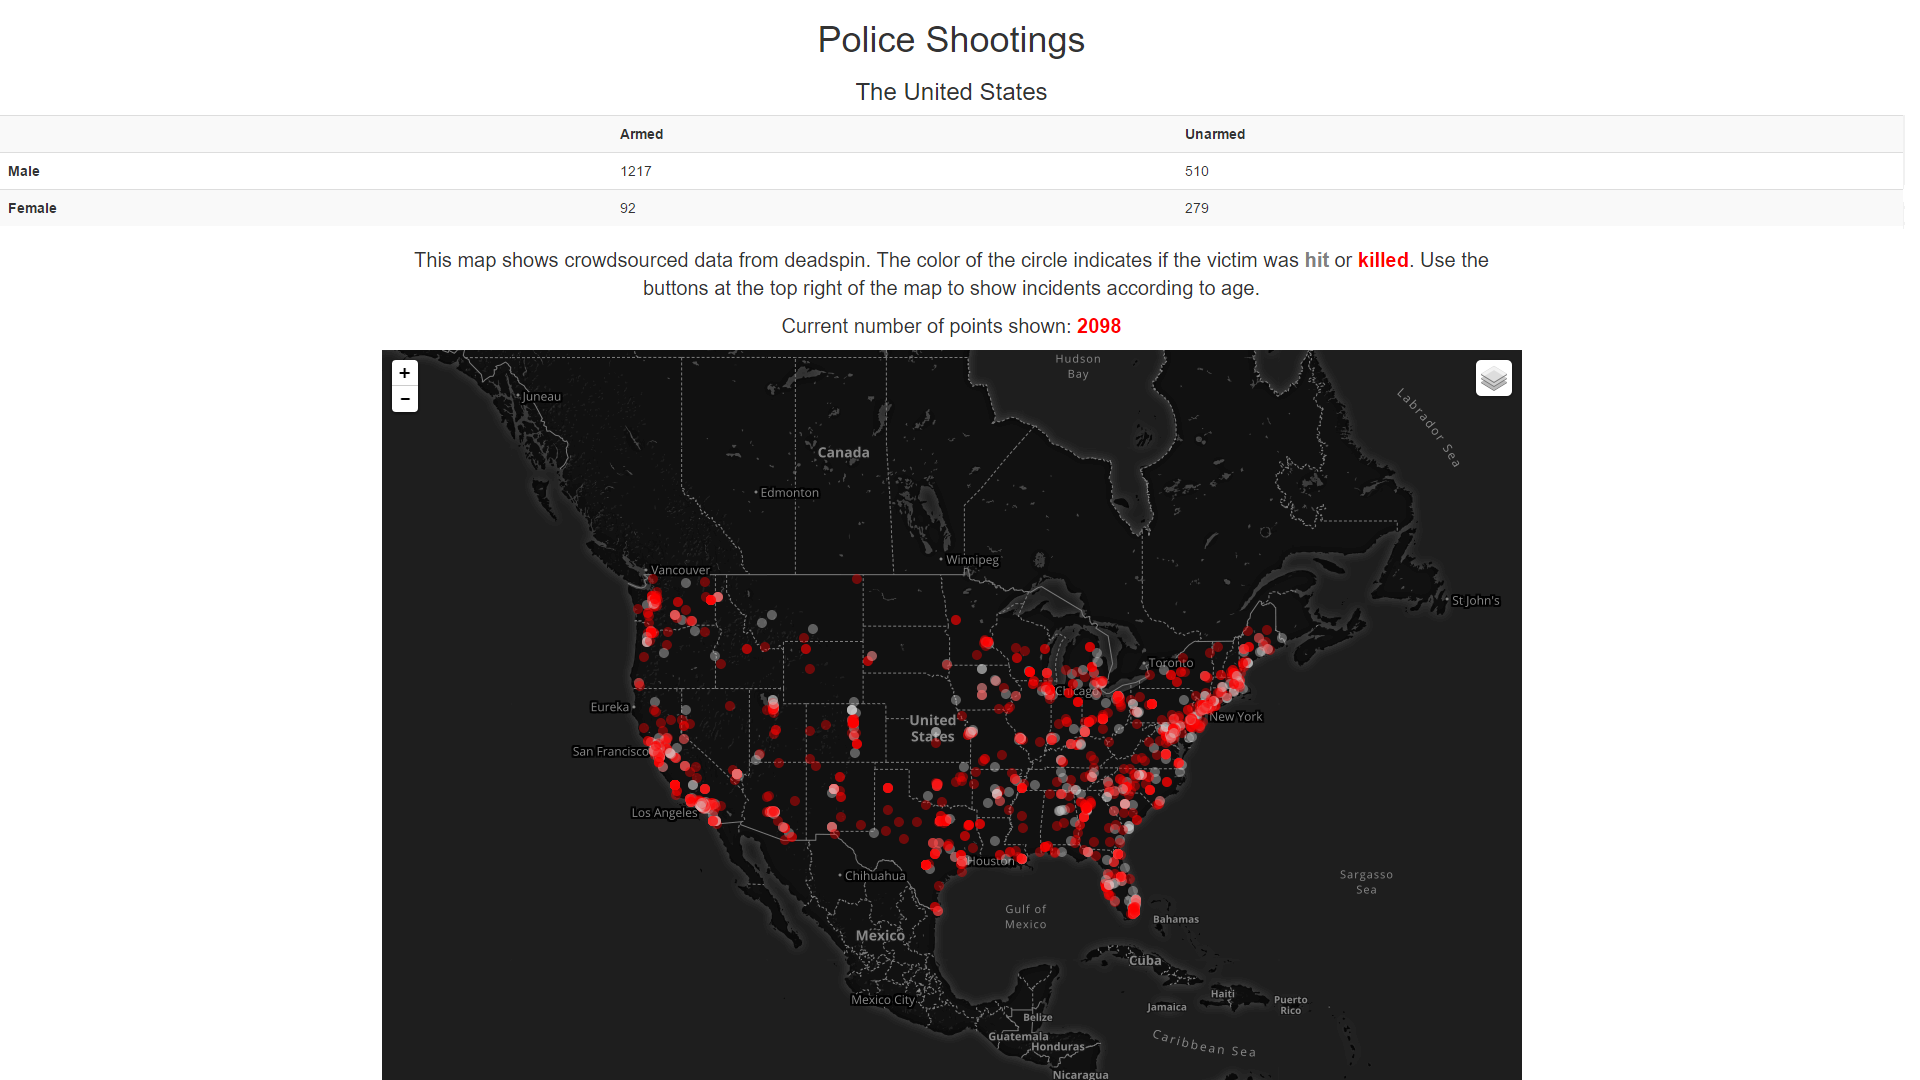 Police Shootings
The United States
Armed Unarmed
Male 1217 510
Female 92 279
This map shows crowdsourced data from deadspin. The color of the circle indicates if the victim was hit or killed. Use the
buttons at the top right of the map to show incidents according to age.
Current number of points shown: 2098
+
−
Hudson
Bay
Juneau
Labrador Sea
Canada
Edmonton
Winnipeg
Vancouver
St John's
Toronto
Chicago
Eureka
New York
United
States
San Francisco
Los Angeles
Houston
Chihuahua
Sargasso
Sea
Gulf of
Mexico
Bahamas
Mexico
Cuba
Mexico City
Haiti
Puerto
Rico
Jamaica
Belize
Guatemala
Honduras
Caribbean Sea
Nicaragua